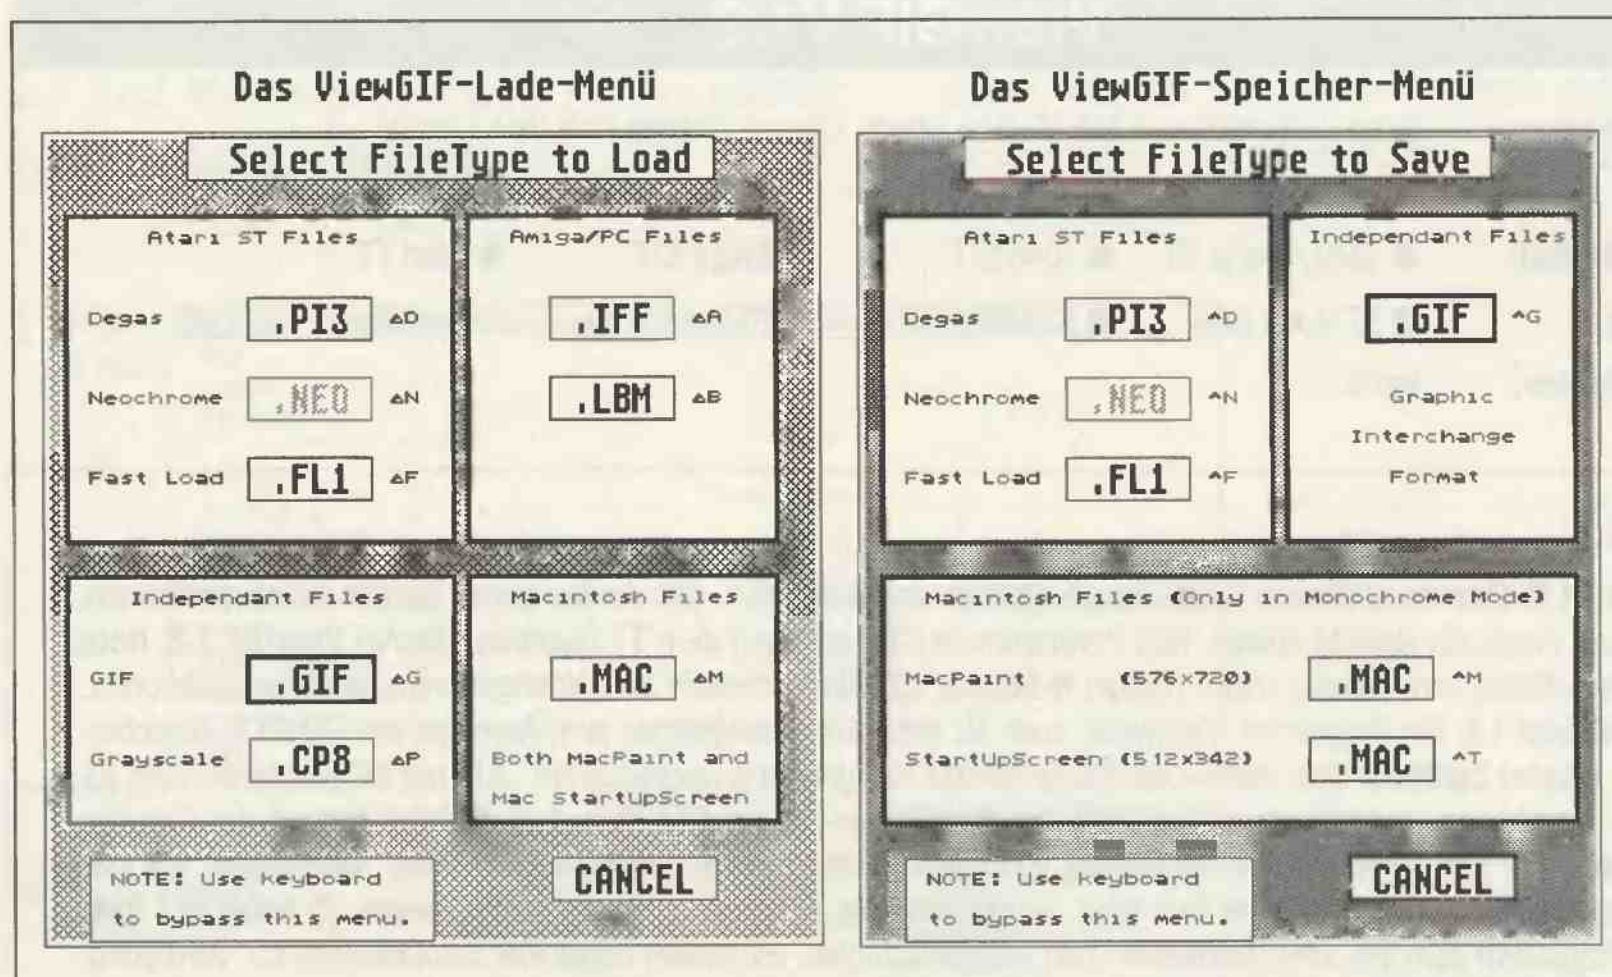 Das ViewGIF-Lade-Menü
Select FileType to Load
Atari ST Files
Degas .PI3 ▵D
Neochrome .NEO ▵N
Fast Load .FL1 ▵F
Amiga/PC Files
.IFF ▵A
.LBM ▵B
Independant Files
GIF .GIF ▵G
Grayscale .CP8 ▵P
Macintosh Files
.MAC ▵M
Both MacPaint and
Mac StartUpScreen
NOTE: Use keyboard
to bypass this menu.
CANCEL
Das ViewGIF-Speicher-Menü
Select FileType to Save
Atari ST Files
Degas .PI3 ^D
Neochrome .NEO ^N
Fast Load .FL1 ^F
Independant Files
.GIF ^G
Graphic
Interchange
Format
Macintosh Files (Only in Monochrome Mode)
MacPaint (576x720) .MAC ^M
StartUpScreen (512x342) .MAC ^T
NOTE: Use keyboard
to bypass this menu.
CANCEL